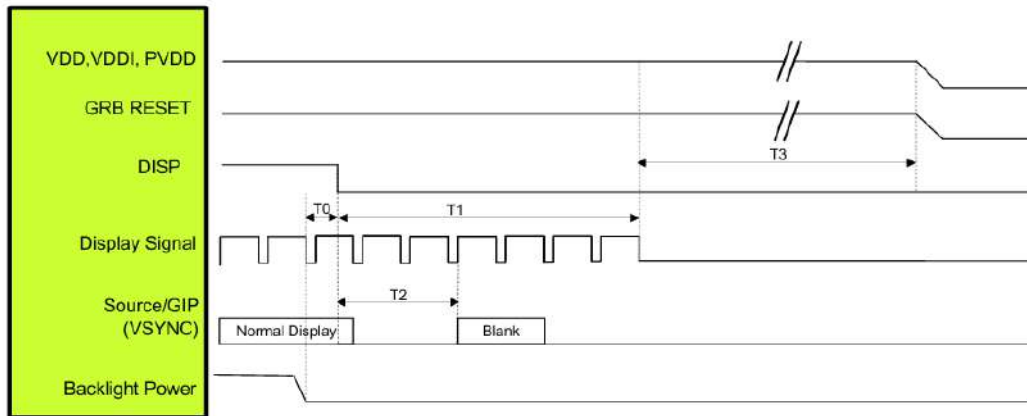 VDD,VDDI, PVDD
GRB RESET
T3
DISP
T0
T1
Display Signal
T2
Source/GIP
(VSYNC)
Normal Display
Blank
Backlight Power